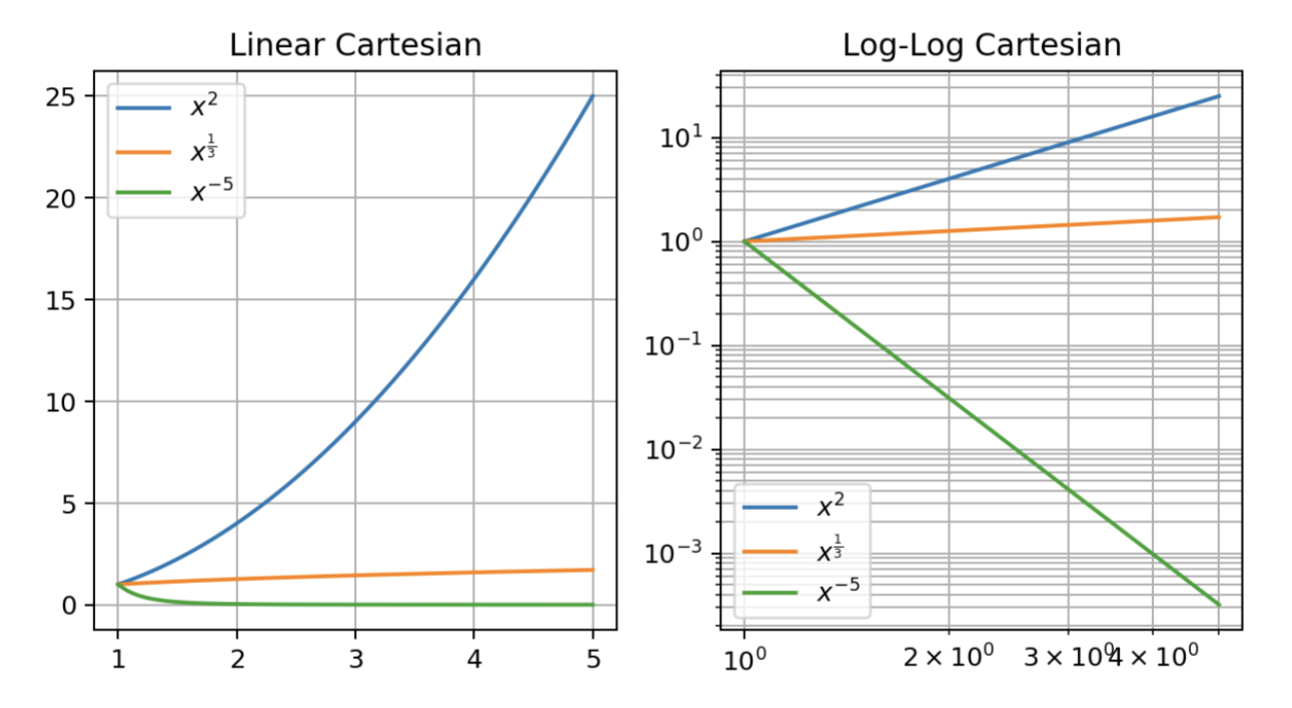 Linear Cartesian
25
20
15
10
5
0
1 2 3 4 5
x²
x^{1/3}
x⁻⁵
Log-Log Cartesian
10¹
10⁰
10⁻¹
10⁻²
10⁻³
10⁰ 2 × 10⁰ 3 × 10⁰ 4 × 10⁰
x²
x^{1/3}
x⁻⁵